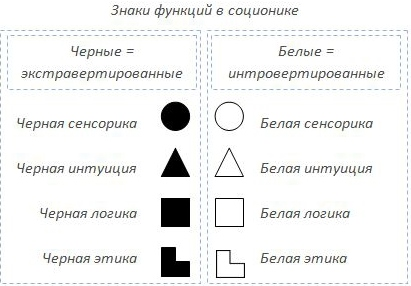 Знаки функций в соционике
Черные =
экстравертированные
Белые =
интровертированные
Черная сенсорика
Белая сенсорика
Черная интуиция
Белая интуиция
Черная логика
Белая логика
Черная этика
Белая этика